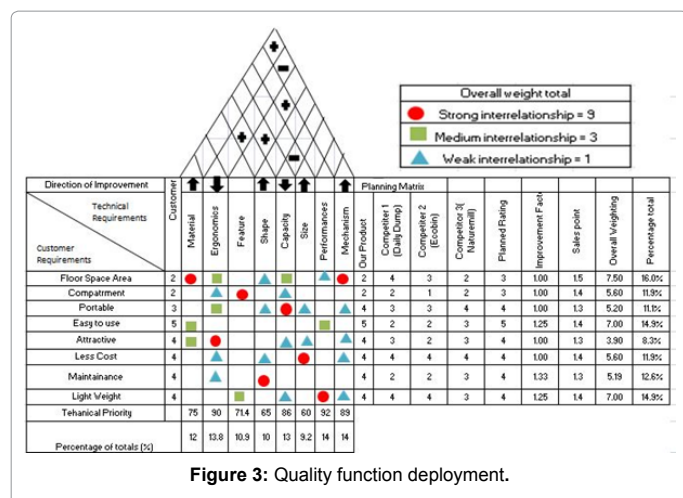 Overall weight total
Strong interrelationship = 9
Medium interrelationship = 3
Weak interrelationship = 1
Direction of Improvement
Planning Matrix
Technical Requirements
Customer Requirements
Customer
Material
Ergonomics
Feature
Shape
Capacity
Size
Performances
Mechanism
Our Product
Competiter 1 (Daily Dump)
Competiter 2 (Ecobin)
Competitor 3( Naturemill)
Planned Rating
Improvement Facto
Sales point
Overall Weighting
Percentage total
Floor Space Area 2 2 4 3 2 3 1.00 1.5 7.50 16.0%
Compatrment 2 2 2 1 2 3 1.00 1.4 5.60 11.9%
Portable 3 4 3 3 4 4 1.00 1.3 5.20 11.1%
Easy to use 5 5 2 2 3 5 1.25 1.4 7.00 14.9%
Attractive 4 4 3 2 3 4 1.00 1.3 3.90 8.3%
Less Cost 4 4 4 4 4 4 1.00 1.4 5.60 11.9%
Maintainance 4 4 2 2 3 4 1.33 1.3 5.19 12.6%
Light Weight 4 4 4 4 3 4 1.25 1.4 7.00 14.9%
Tehanical Priority 75 90 71.4 65 86 60 92 89
Percentage of totals (%) 12 13.8 10.9 10 13 9.2 14 14
Figure 3: Quality function deployment.